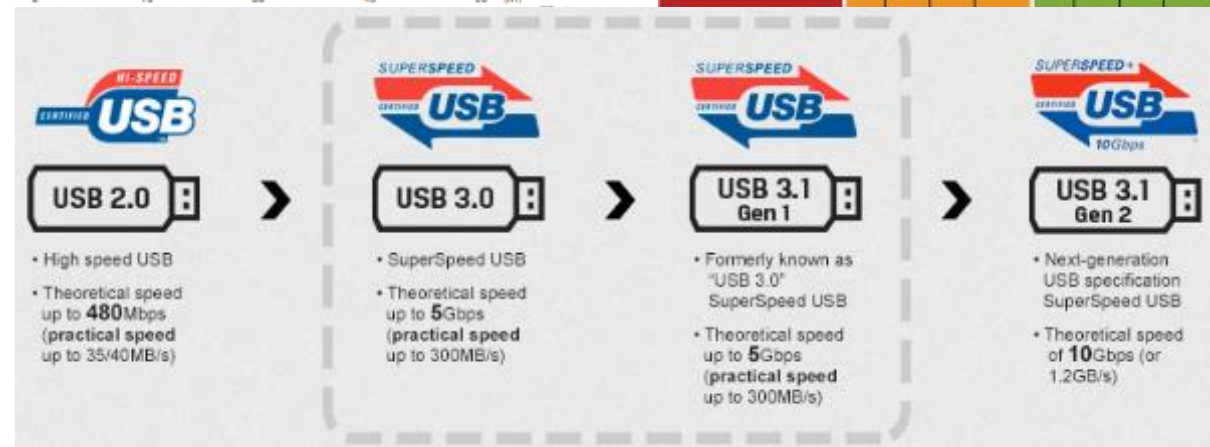 HI-SPEED
CERTIFIED USB
USB 2.0
• High speed USB
• Theoretical speed
up to 480Mbps
(practical speed
up to 35/40MB/s)
SUPERSPEED
CERTIFIED USB
USB 3.0
• SuperSpeed USB
• Theoretical speed
up to 5Gbps
(practical speed
up to 300MB/s)
SUPERSPEED
CERTIFIED USB
USB 3.1
Gen 1
• Formerly known as
"USB 3.0"
SuperSpeed USB
• Theoretical speed
up to 5Gbps
(practical speed
up to 300MB/s)
SUPERSPEED+
CERTIFIED USB
10Gbps
USB 3.1
Gen 2
• Next-generation
USB specification
SuperSpeed USB
• Theoretical speed
of 10Gbps (or
1.2GB/s)